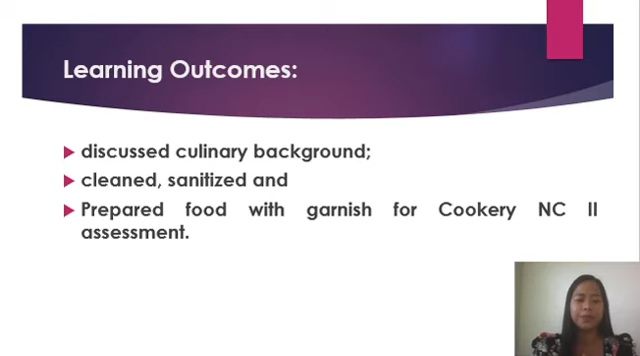 Learning Outcomes:
discussed culinary background;
cleaned, sanitized and
Prepared food with garnish for Cookery NC II
assessment.